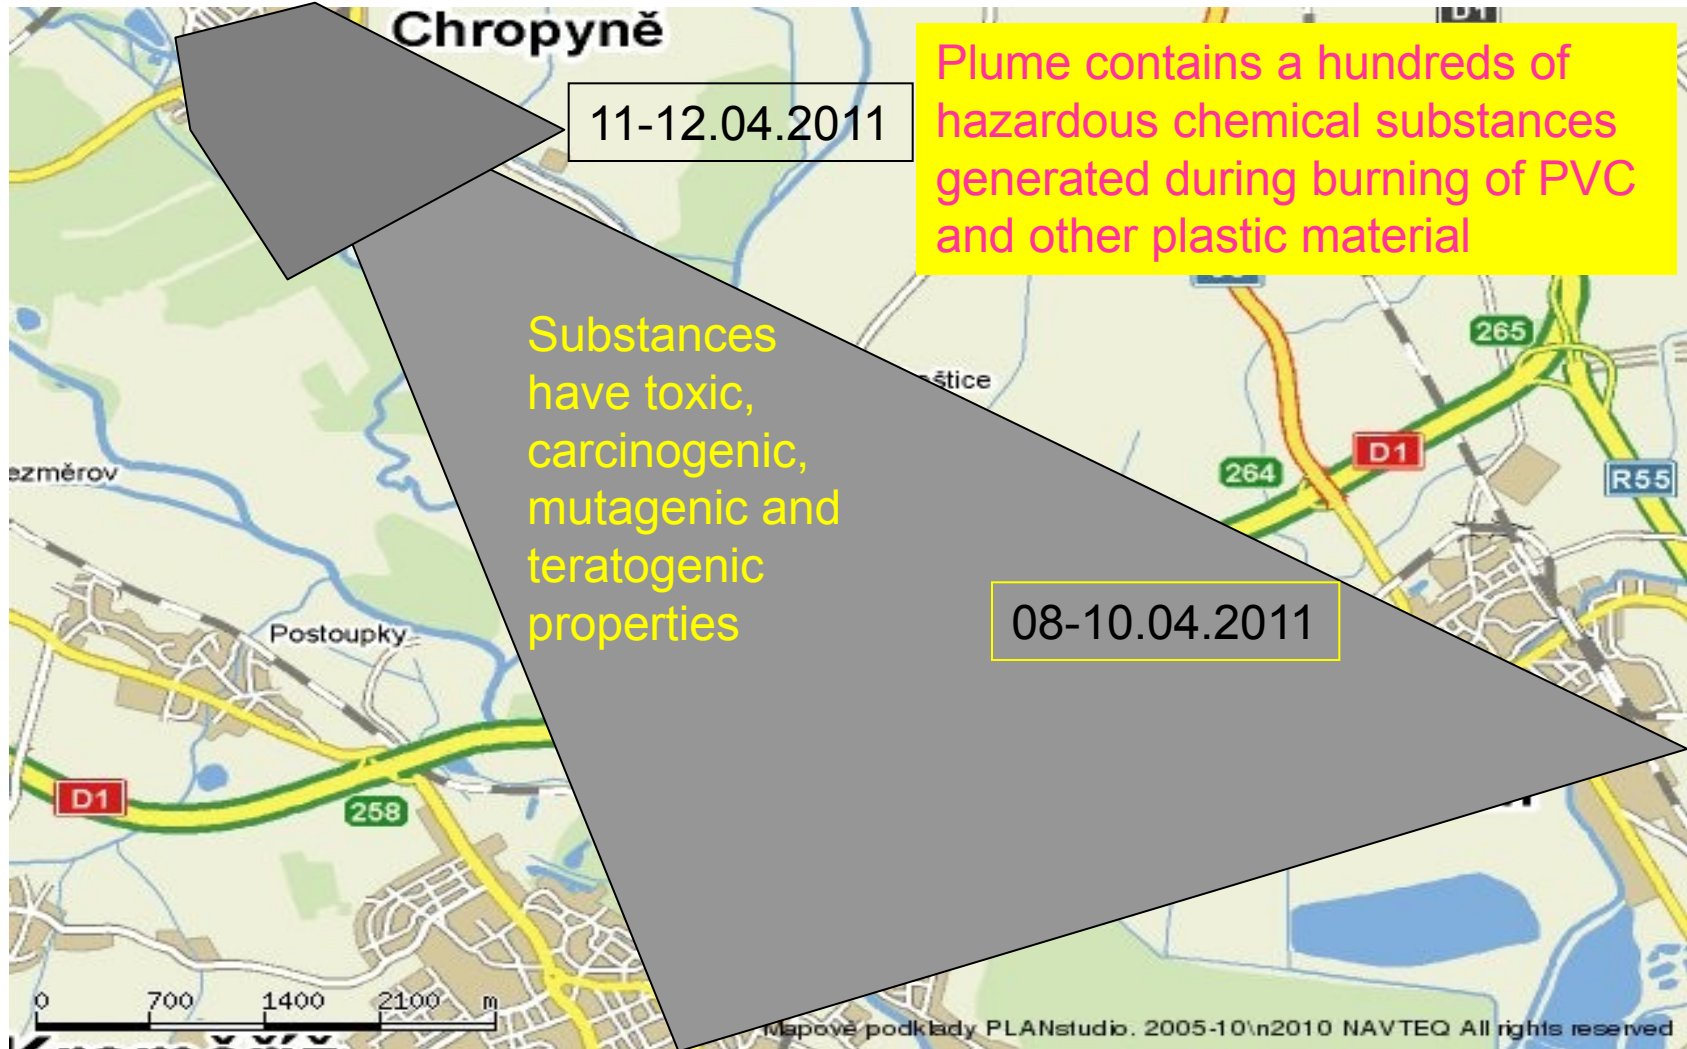 Chropyně
D1
11-12.04.2011
Plume contains a hundreds of
hazardous chemical substances
generated during burning of PVC
and other plastic material
Substances
have toxic,
carcinogenic,
mutagenic and
teratogenic
properties
265
D1
264
R55
ezměrov
Postoupky
08-10.04.2011
D1
258
0 700 1400 2100 m
Mapové podklady PLANstudio. 2005-10\n2010 NAVTEQ All rights reserved